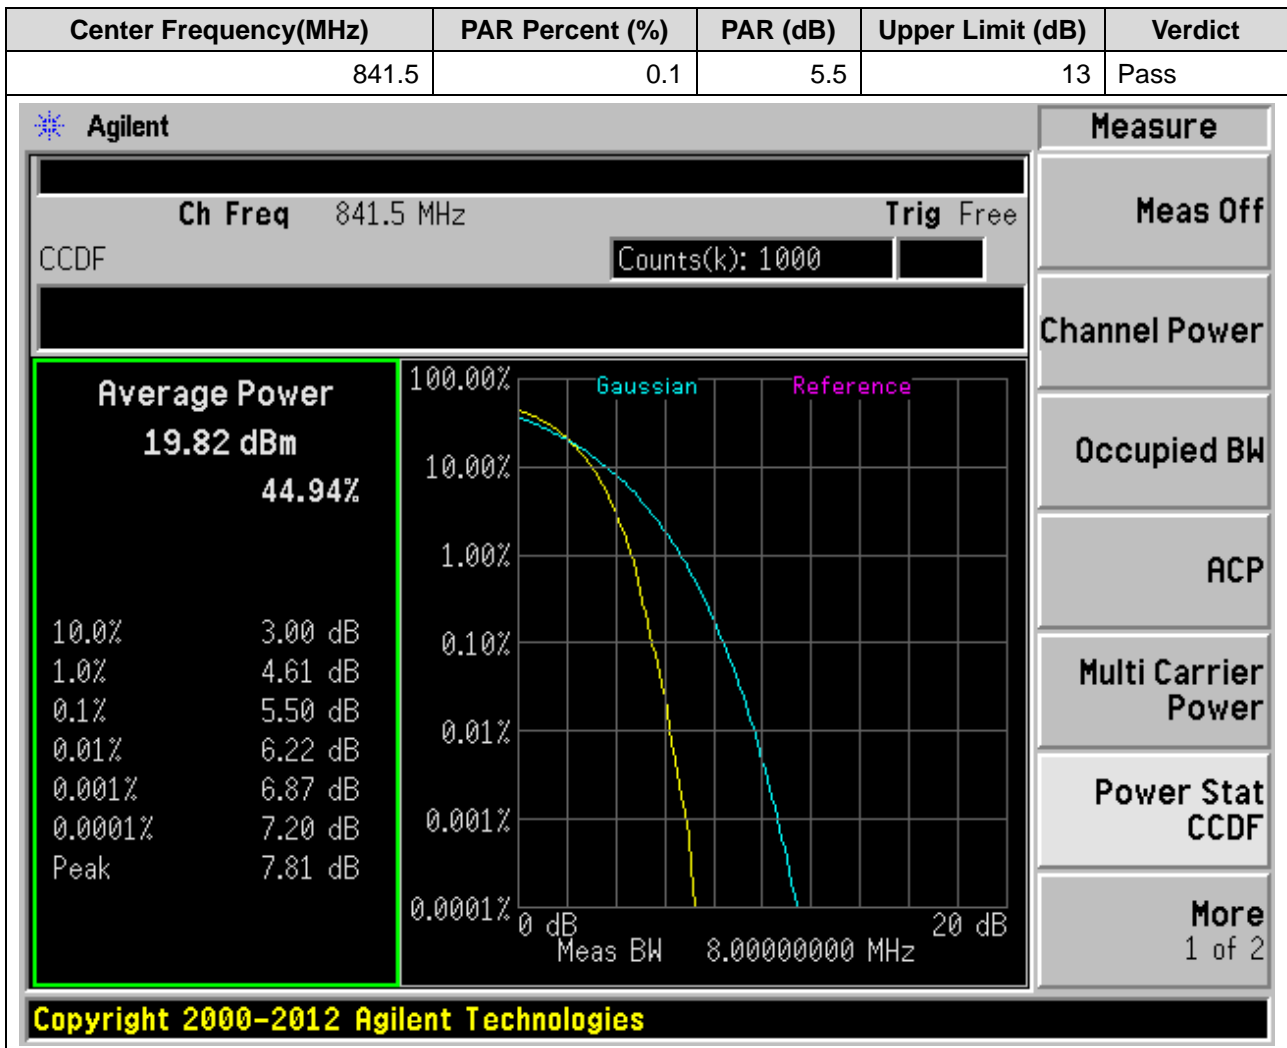 Center Frequency(MHz) PAR Percent (%) PAR (dB) Upper Limit (dB) Verdict
841.5 0.1 5.5 13 Pass
Agilent
Measure
Ch Freq 841.5 MHz Trig Free
CCDF Counts(k): 1000
Meas Off
Channel Power
Occupied BW
ACP
Multi Carrier
Power
Power Stat
CCDF
More
1 of 2
Average Power
19.82 dBm
44.94%
10.0% 3.00 dB
1.0% 4.61 dB
0.1% 5.50 dB
0.01% 6.22 dB
0.001% 6.87 dB
0.0001% 7.20 dB
Peak 7.81 dB
Gaussian Reference
100.00%
10.00%
1.00%
0.10%
0.01%
0.001%
0.0001%
0 dB 20 dB
Meas BW 8.00000000 MHz
Copyright 2000-2012 Agilent Technologies